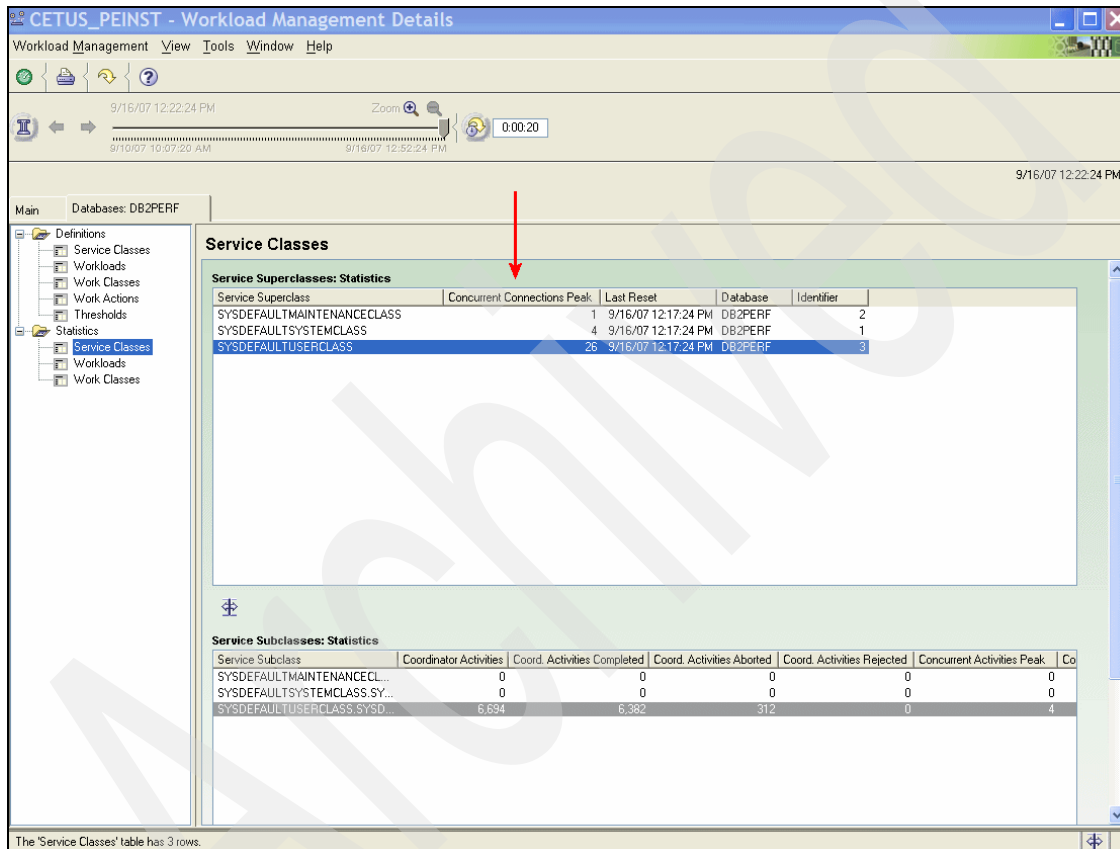 CETUS_PEINST - Workload Management Details
Workload Management View Tools Window Help
9/16/07 12:22:24 PM Zoom
0:00:20
9/10/07 10:07:20 AM 9/16/07 12:52:24 PM
9/16/07 12:22:24 PM
Main Databases: DB2PERF
Definitions
Service Classes
Workloads
Work Classes
Work Actions
Thresholds
Statistics
Service Classes
Workloads
Work Classes
Service Classes
Service Superclasses: Statistics
Service Superclass Concurrent Connections Peak Last Reset Database Identifier
SYSDEFAULTMAINTENANCECLASS 1 9/16/07 12:17:24 PM DB2PERF 2
SYSDEFAULTSYSTEMCLASS 4 9/16/07 12:17:24 PM DB2PERF 1
SYSDEFAULTUSERCLASS 26 9/16/07 12:17:24 PM DB2PERF 3
Service Subclasses: Statistics
Service Subclass Coordinator Activities Coord. Activities Completed Coord. Activities Aborted Coord. Activities Rejected Concurrent Activities Peak Co
SYSDEFAULTMAINTENANCECL... 0 0 0 0 0
SYSDEFAULTSYSTEMCLASS.SY... 0 0 0 0 0
SYSDEFAULTUSERCLASS.SYSD... 6,694 6,382 312 0 4
The 'Service Classes' table has 3 rows.
Archived